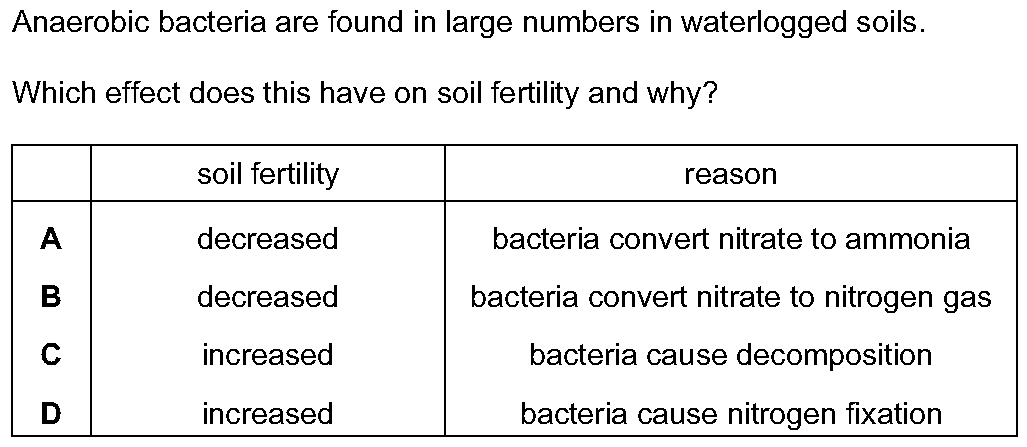 Anaerobic bacteria are found in large numbers in waterlogged soils.
Which effect does this have on soil fertility and why?
soil fertility reason
A decreased bacteria convert nitrate to ammonia
B decreased bacteria convert nitrate to nitrogen gas
C increased bacteria cause decomposition
D increased bacteria cause nitrogen fixation